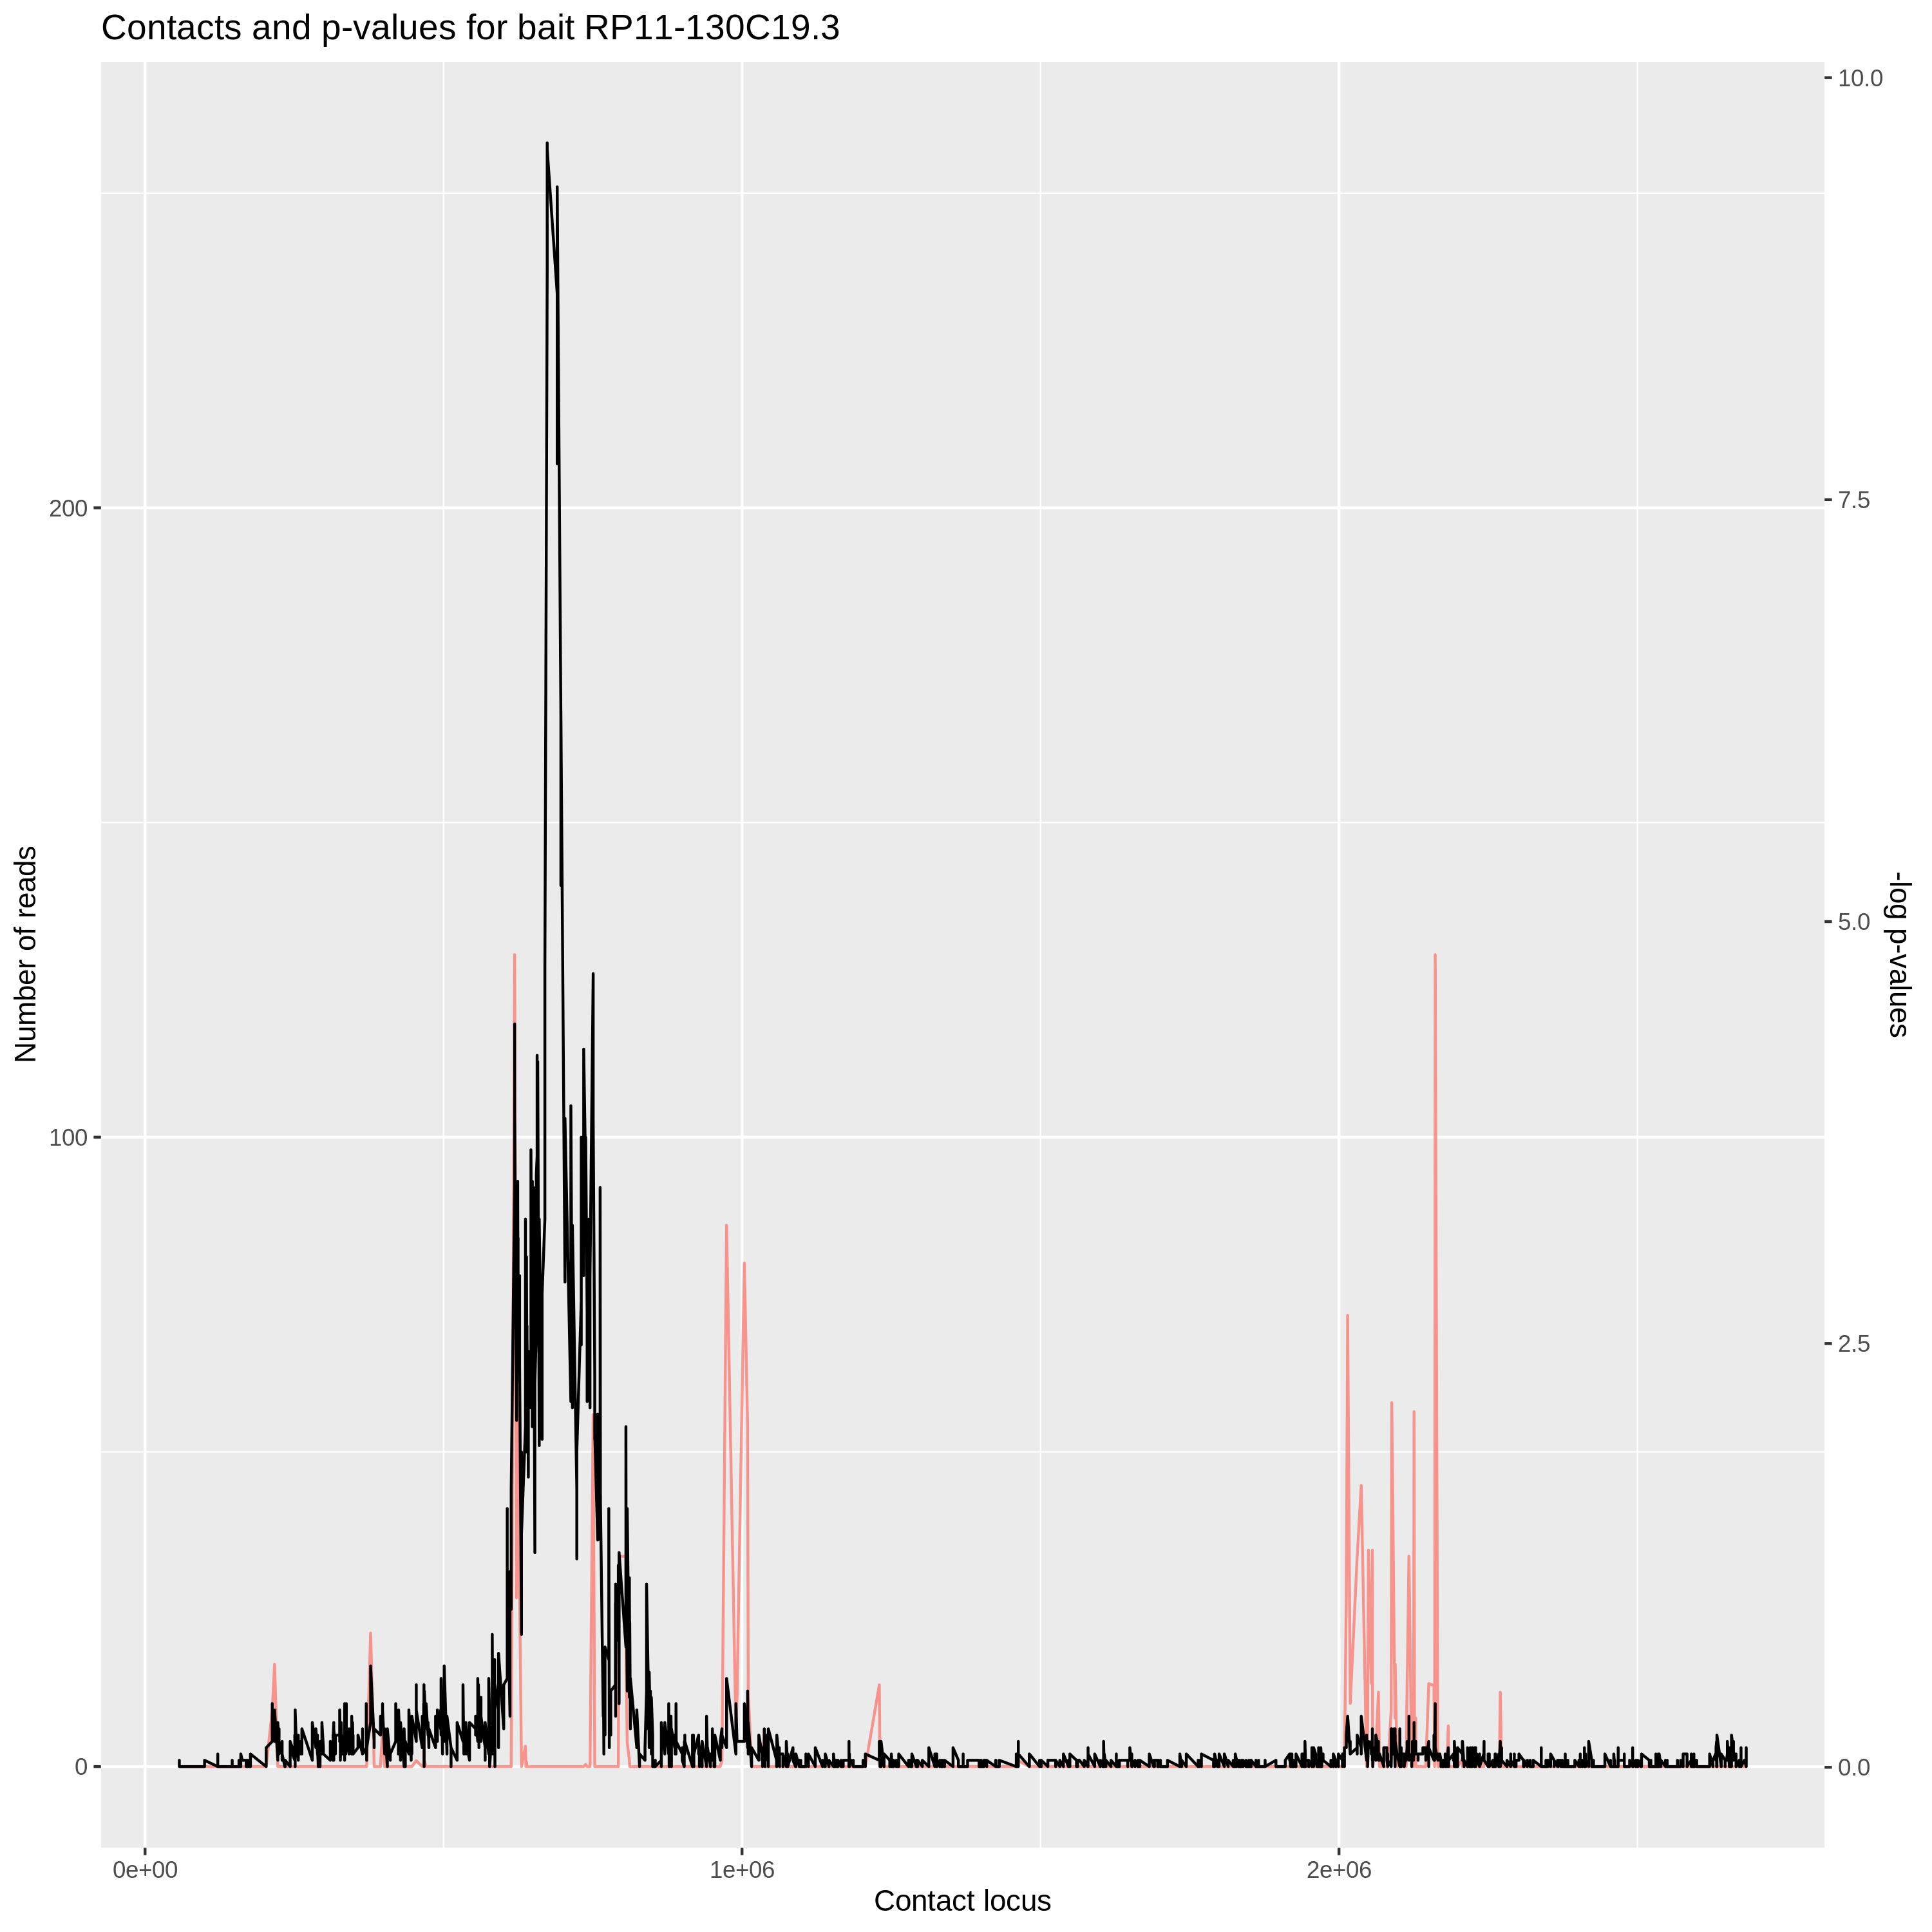 Contacts and p-values for bait RP11-130C19.3
Number of reads
200
100
0
10.0
7.5
5.0
2.5
0.0
-log p-values
0e+00
1e+06
2e+06
Contact locus